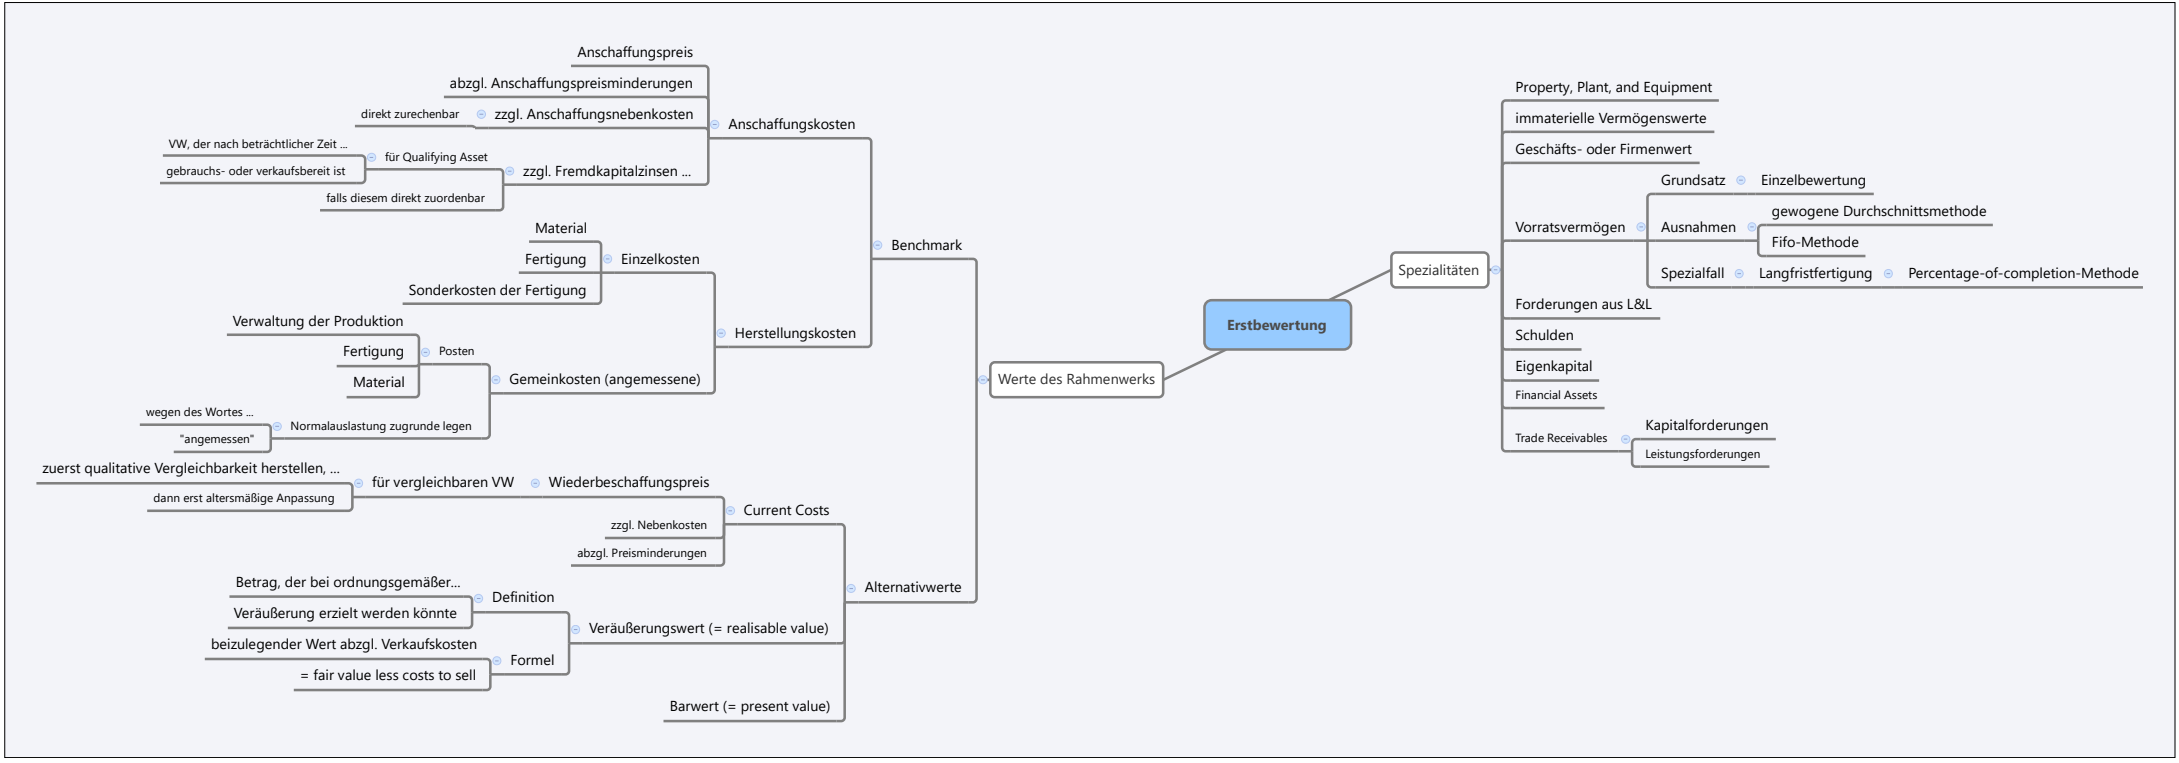 Anschaffungspreis
abzgl. Anschaffungspreisminderungen
direkt zurechenbar
zzgl. Anschaffungsnebenkosten
Anschaffungskosten
VW, der nach beträchtlicher Zeit ...
gebrauchs- oder verkaufsbereit ist
für Qualifying Asset
zzgl. Fremdkapitalzinsen ...
falls diesem direkt zuordenbar
Material
Fertigung
Sonderkosten der Fertigung
Einzelkosten
Benchmark
Verwaltung der Produktion
Fertigung
Material
Posten
Herstellungskosten
Gemeinkosten (angemessene)
wegen des Wortes ...
"angemessen"
Normalauslastung zugrunde legen
Werte des Rahmenwerks
zuerst qualitative Vergleichbarkeit herstellen, ...
dann erst altersmäßige Anpassung
für vergleichbaren VW
Wiederbeschaffungspreis
Current Costs
zzgl. Nebenkosten
abzgl. Preisminderungen
Alternativwerte
Betrag, der bei ordnungsgemäßer...
Veräußerung erzielt werden könnte
Definition
Veräußerungswert (= realisable value)
beizulegender Wert abzgl. Verkaufskosten
= fair value less costs to sell
Formel
Barwert (= present value)
Erstbewertung
Spezialitäten
Property, Plant, and Equipment
immaterielle Vermögenswerte
Geschäfts- oder Firmenwert
Vorratsvermögen
Grundsatz
Einzelbewertung
Ausnahmen
gewogene Durchschnittsmethode
Fifo-Methode
Spezialfall
Langfristfertigung
Percentage-of-completion-Methode
Forderungen aus L&L
Schulden
Eigenkapital
Financial Assets
Trade Receivables
Kapitalforderungen
Leistungsforderungen